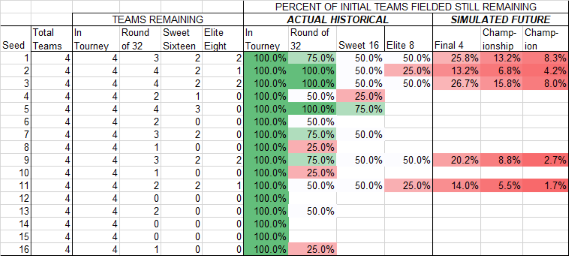 PERCENT OF INITIAL TEAMS FIELDED STILL REMAINING
TEAMS REMAINING ACTUAL HISTORICAL SIMULATED FUTURE
Total In Round Sweet Elite In Round of Champ- Champ-
Seed Teams Tourney of 32 Sixteen Eight Tourney 32 Sweet 16 Elite 8 Final 4 ionship ion
1 4 4 3 2 2 100.0% 75.0% 50.0% 50.0% 25.8% 13.2% 8.3%
2 4 4 4 2 1 100.0% 100.0% 50.0% 25.0% 13.2% 6.8% 4.2%
3 4 4 4 2 2 100.0% 100.0% 50.0% 50.0% 26.7% 15.8% 8.0%
4 4 4 2 1 0 100.0% 50.0% 25.0%
5 4 4 4 3 0 100.0% 100.0% 75.0%
6 4 4 2 0 0 100.0% 50.0%
7 4 4 3 2 0 100.0% 75.0% 50.0%
8 4 4 1 0 0 100.0% 25.0%
9 4 4 3 2 2 100.0% 75.0% 50.0% 50.0% 20.2% 8.8% 2.7%
10 4 4 1 0 0 100.0% 25.0%
11 4 4 2 2 1 100.0% 50.0% 50.0% 25.0% 14.0% 5.5% 1.7%
12 4 4 0 0 0 100.0%
13 4 4 2 0 0 100.0% 50.0%
14 4 4 0 0 0 100.0%
15 4 4 0 0 0 100.0%
16 4 4 1 0 0 100.0% 25.0%